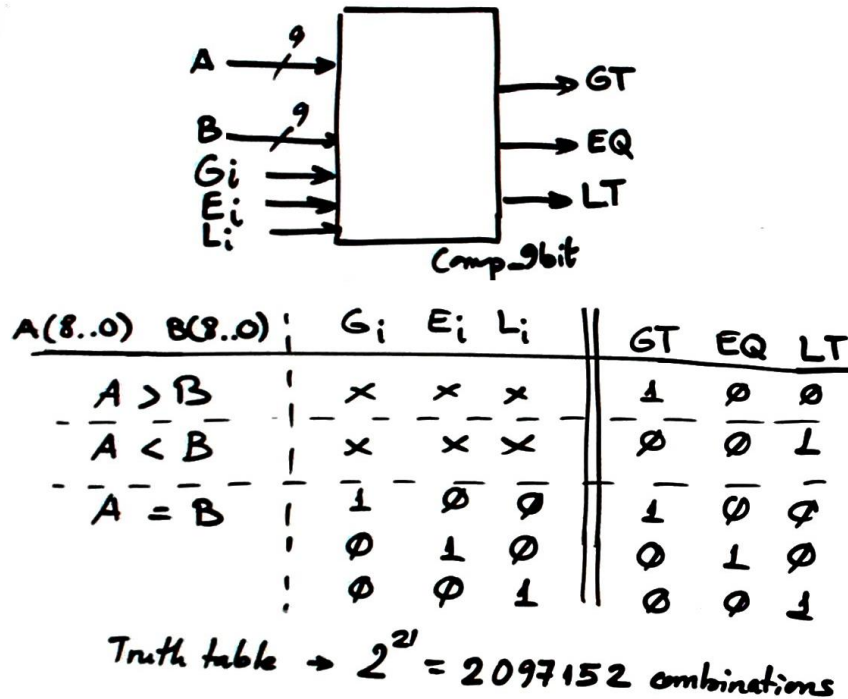 9
A
GT
9
B
EQ
Gi
Ei
LT
Li
Comp_9bit
A(8..0) B(8..0) Gi Ei Li GT EQ LT
A > B x x x 1 0 0
A < B x x x 0 0 1
A = B 1 0 0 1 0 0
0 1 0 0 1 0
0 0 1 0 0 1
Truth table → 2^21 = 2097152 combinations